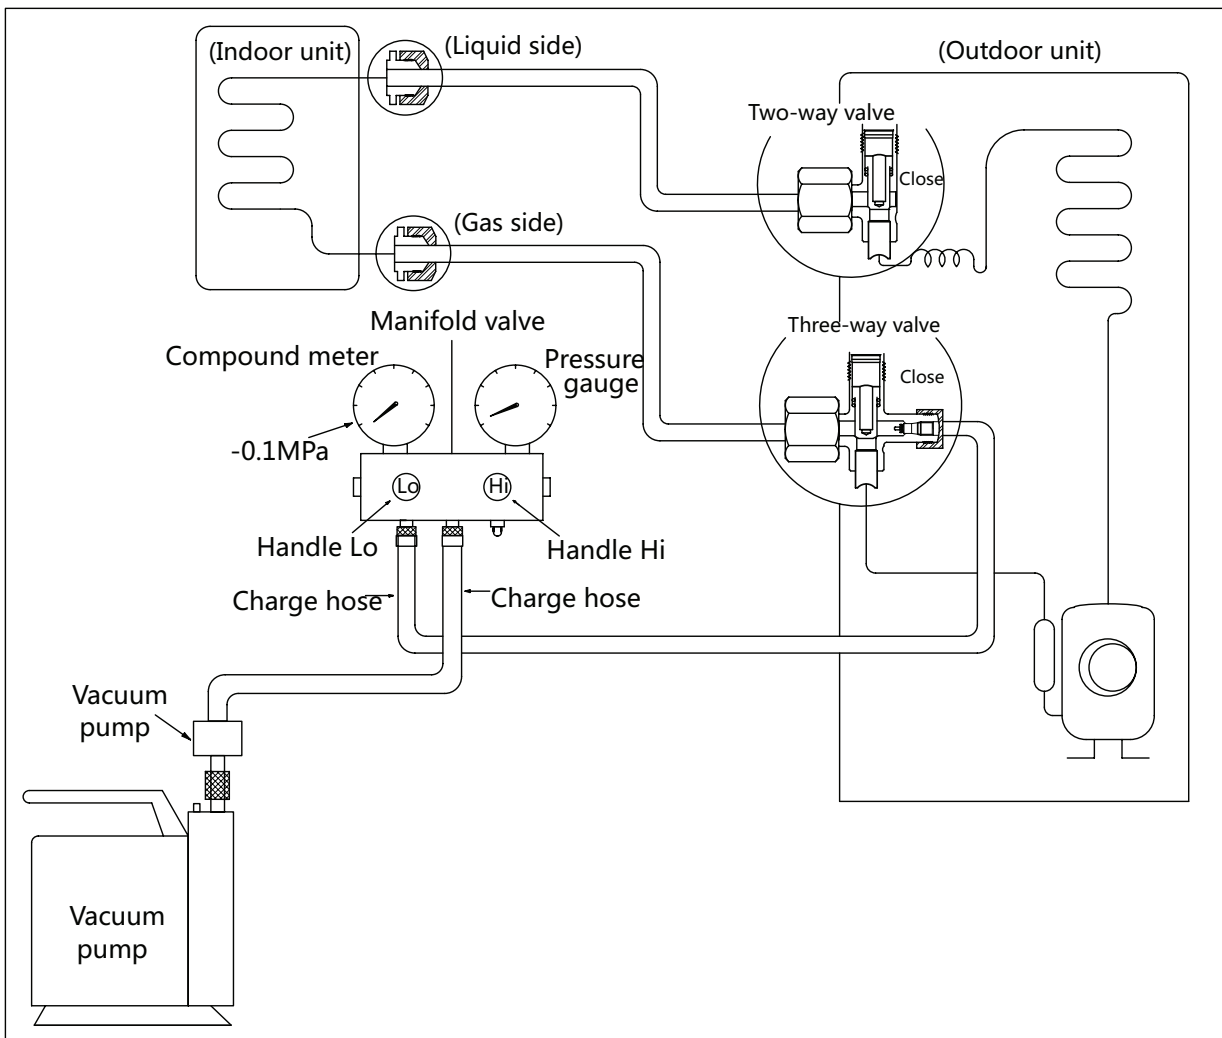 (Indoor unit)
(Liquid side)
(Outdoor unit)
Two-way valve
Close
(Gas side)
Manifold valve
Three-way valve
Compound meter
Pressure
gauge
Close
-0.1MPa
Lo
Hi
Handle Lo
Handle Hi
Charge hose
Charge hose
Vacuum
pump
Vacuum
pump